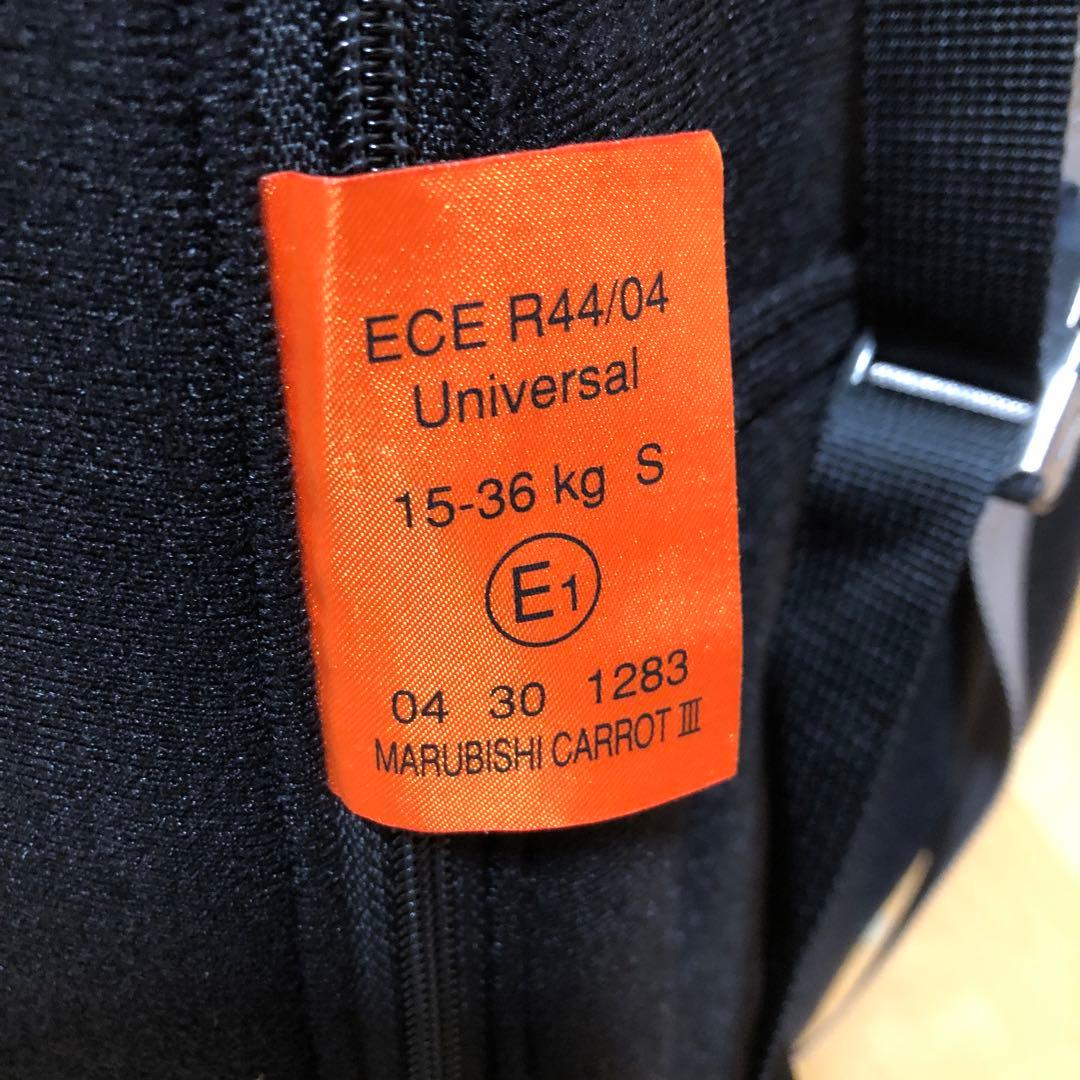 ECE R44/04
Universal
15-36 kg S
E1
04 30 1283
MARUBISHI CARROT III